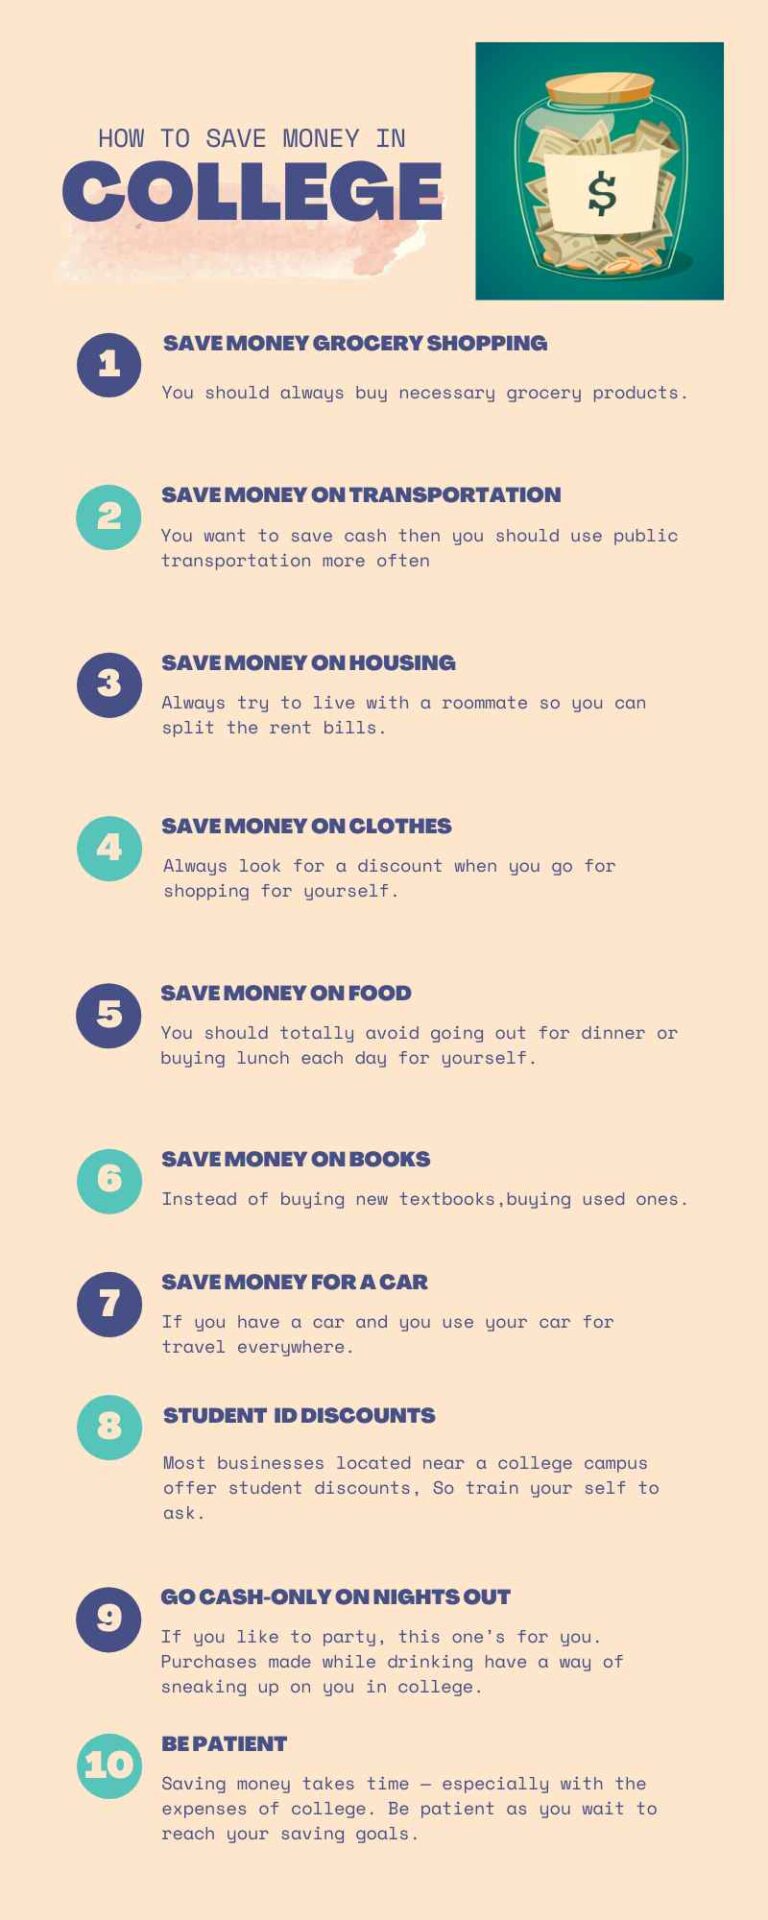 HOW TO SAVE MONEY IN
COLLEGE
$
1
SAVE MONEY GROCERY SHOPPING
You should always buy necessary grocery products.
2
SAVE MONEY ON TRANSPORTATION
You want to save cash then you should use public
transportation more often
3
SAVE MONEY ON HOUSING
Always try to live with a roommate so you can
split the rent bills.
4
SAVE MONEY ON CLOTHES
Always look for a discount when you go for
shopping for yourself.
5
SAVE MONEY ON FOOD
You should totally avoid going out for dinner or
buying lunch each day for yourself.
6
SAVE MONEY ON BOOKS
Instead of buying new textbooks,buying used ones.
7
SAVE MONEY FOR A CAR
If you have a car and you use your car for
travel everywhere.
8
STUDENT ID DISCOUNTS
Most businesses located near a college campus
offer student discounts, So train your self to
ask.
9
GO CASH-ONLY ON NIGHTS OUT
If you like to party, this one's for you.
Purchases made while drinking have a way of
sneaking up on you in college.
10
BE PATIENT
Saving money takes time — especially with the
expenses of college. Be patient as you wait to
reach your saving goals.